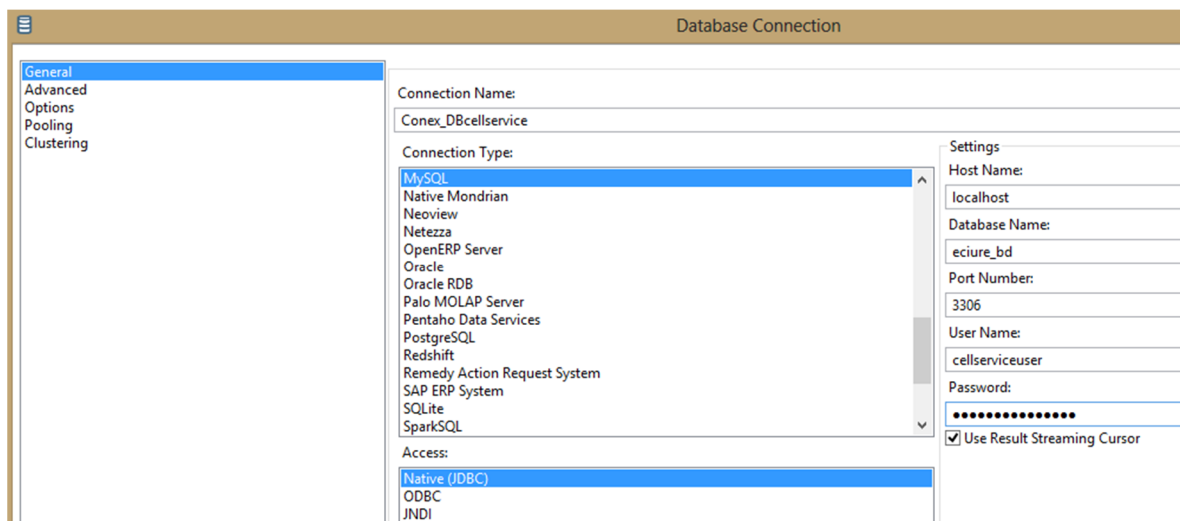 Database Connection
General
Advanced
Options
Pooling
Clustering
Connection Name:
Conex_DBcellservice
Connection Type:
MySQL
Native Mondrian
Neoview
Netezza
OpenERP Server
Oracle
Oracle RDB
Palo MOLAP Server
Pentaho Data Services
PostgreSQL
Redshift
Remedy Action Request System
SAP ERP System
SQLite
SparkSQL
Access:
Native (JDBC)
ODBC
JNDI
Settings
Host Name:
localhost
Database Name:
eciure_bd
Port Number:
3306
User Name:
cellserviceuser
Password:
●●●●●●●●●●●●●●●
Use Result Streaming Cursor